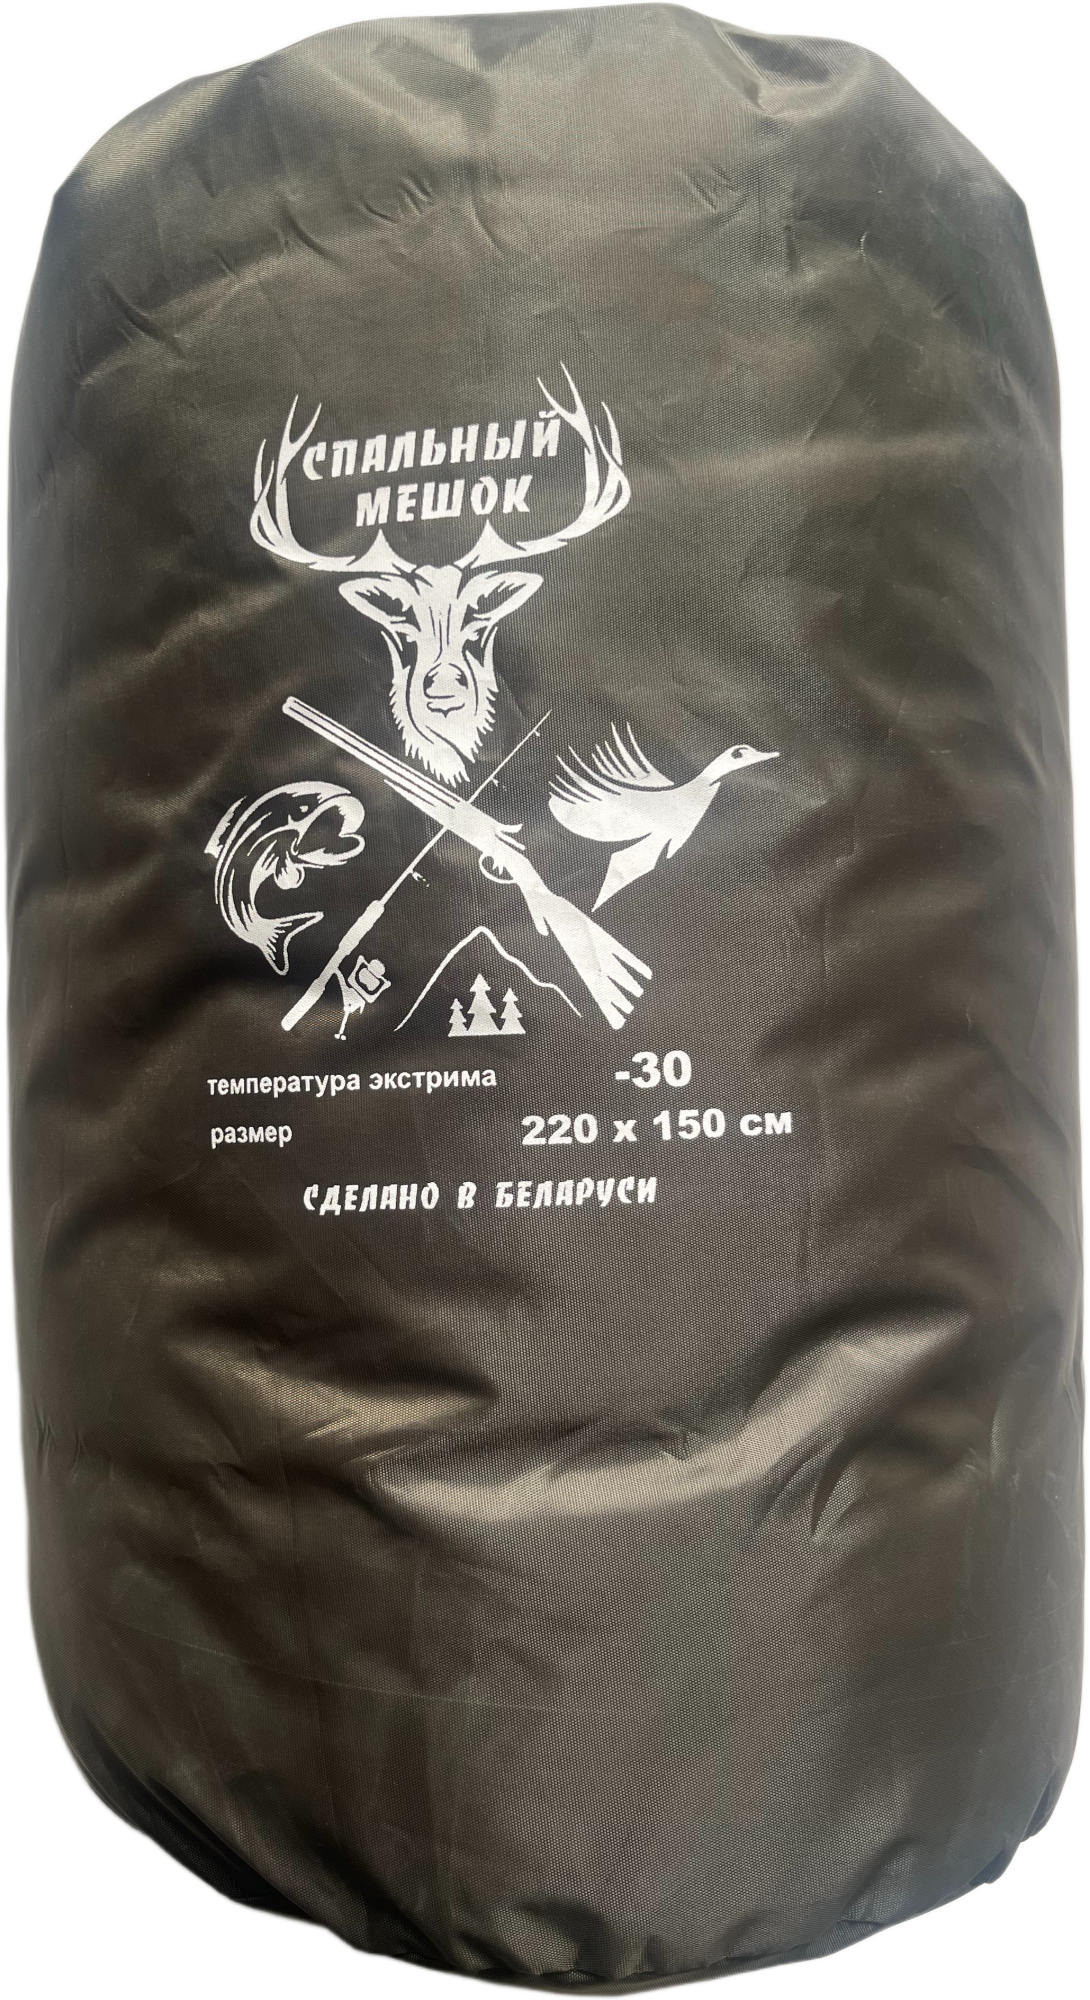 СПАЛЬНЫЙ
МЕШОК
температура экстрима -30
размер 220 x 150 см
СДЕЛАНО В БЕЛАРУСИ